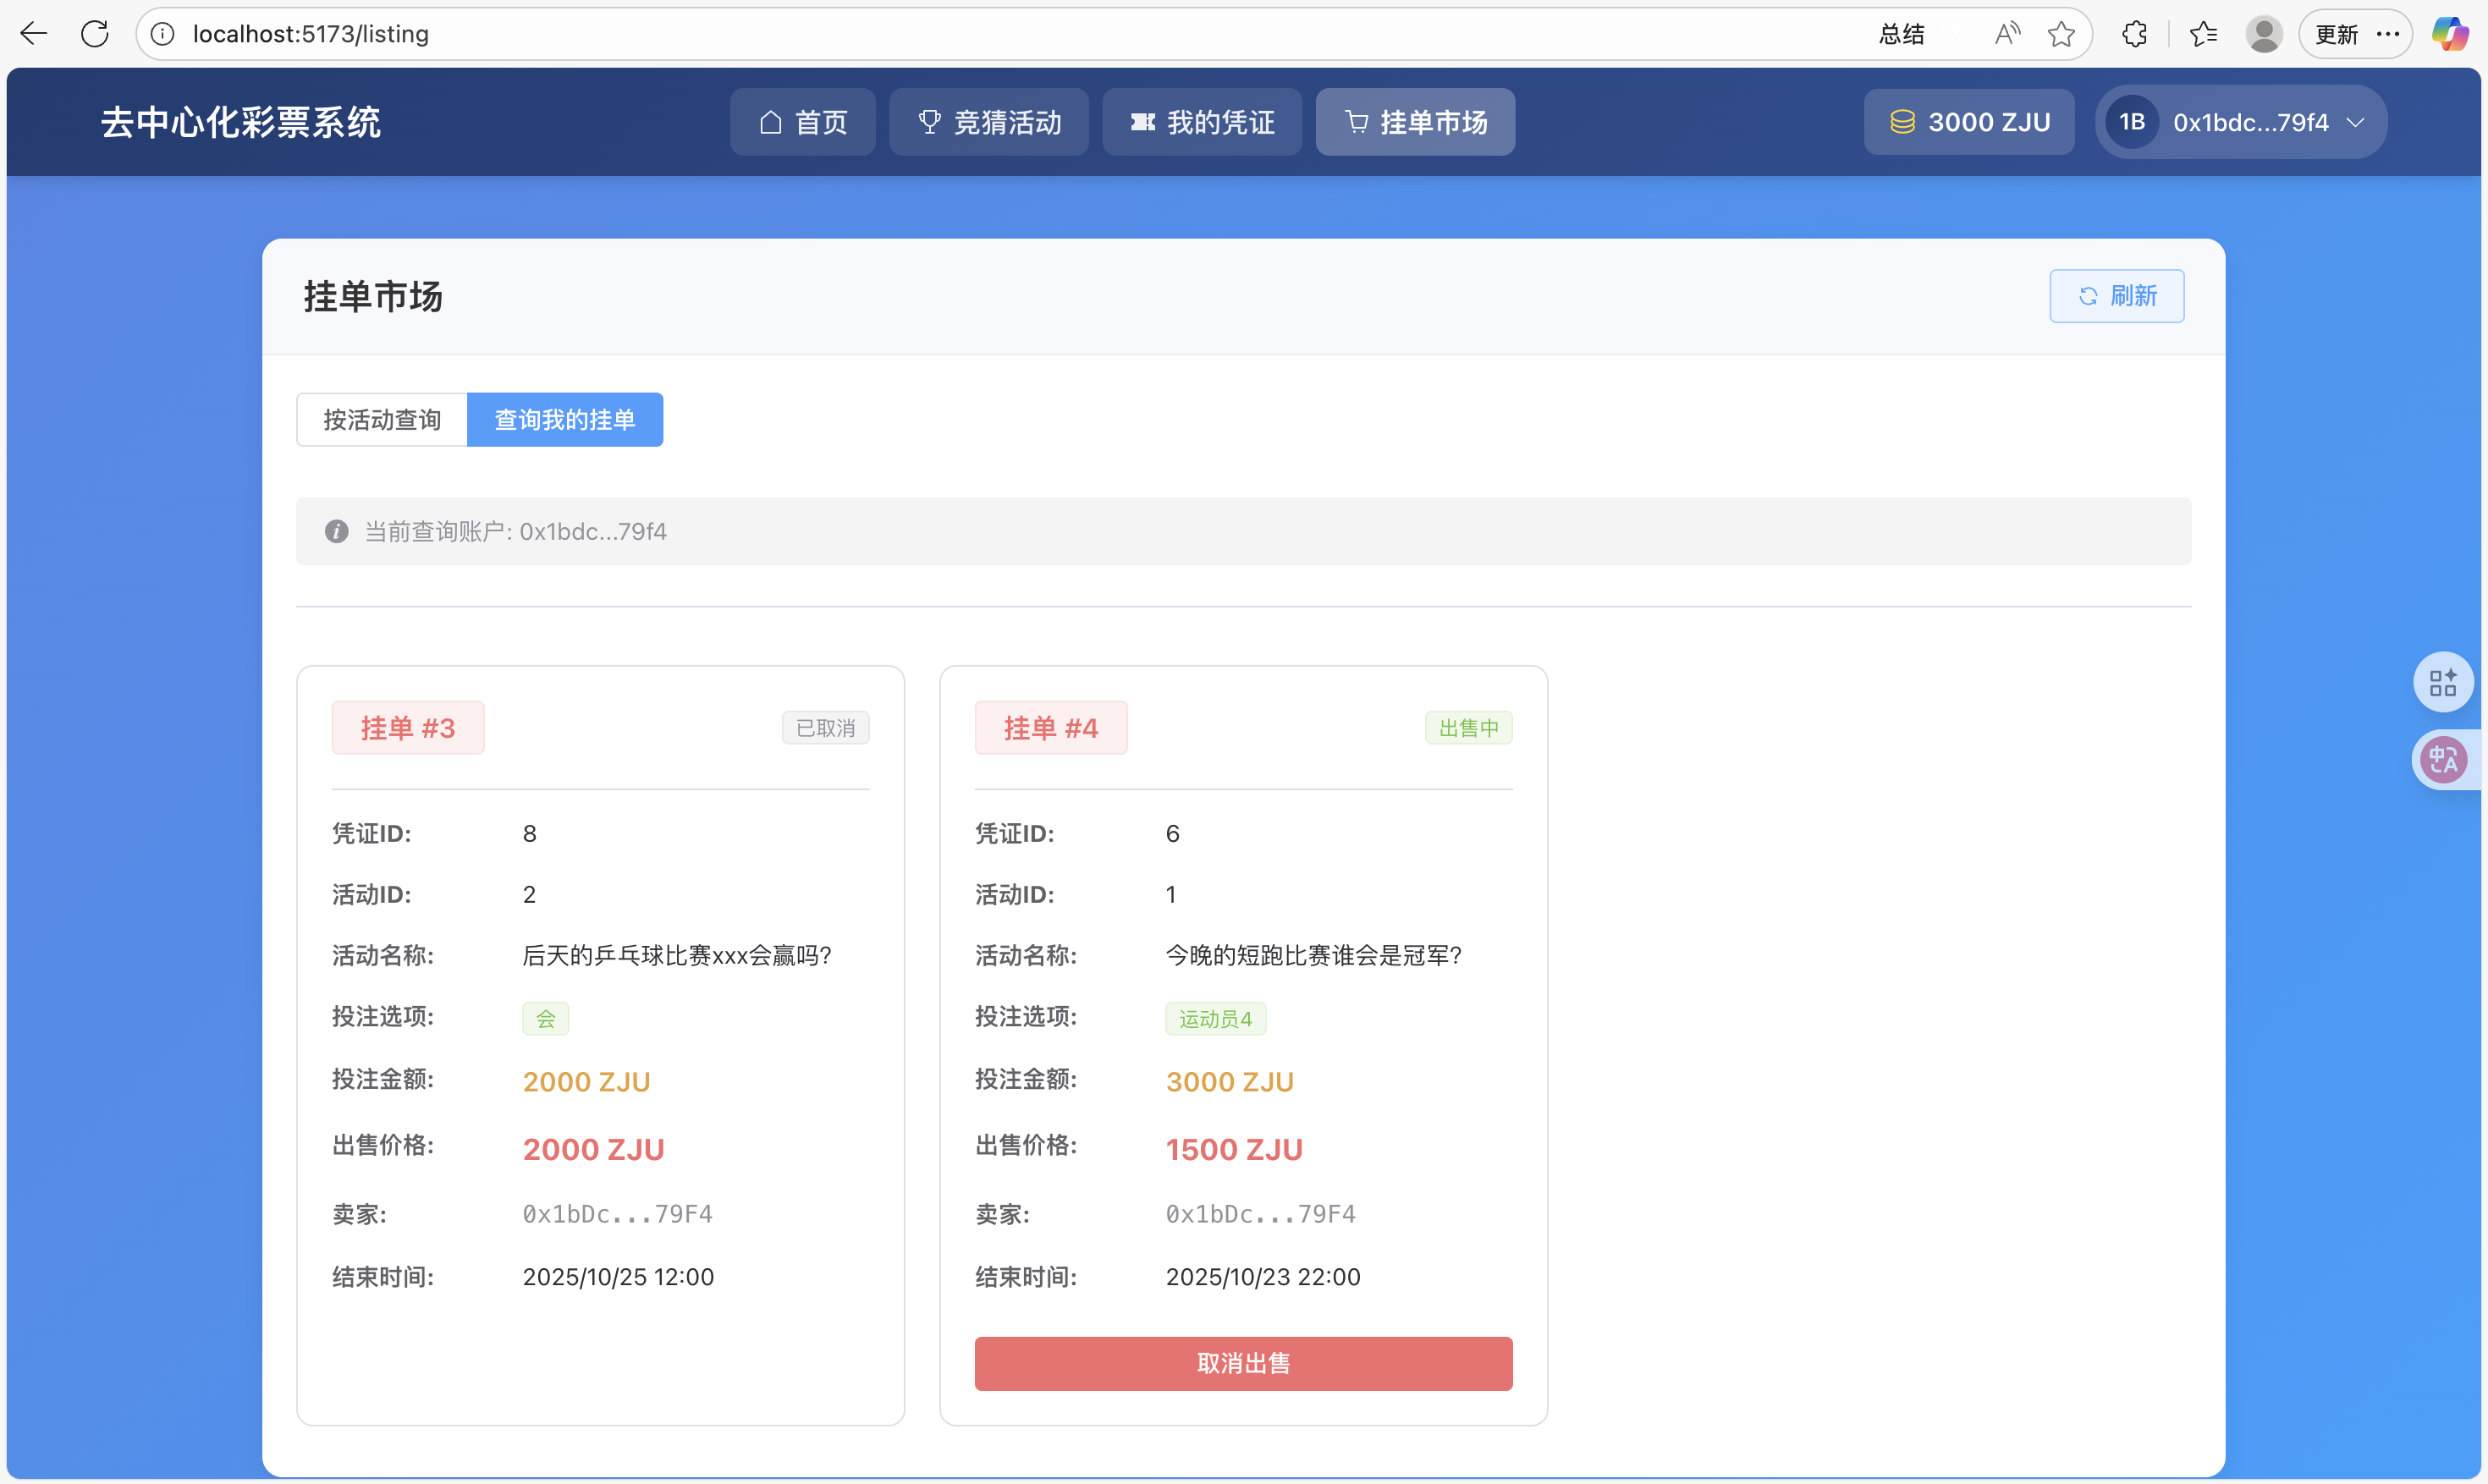 localhost:5173/listing
总结
更新
去中心化彩票系统
首页
竞猜活动
我的凭证
挂单市场
3000 ZJU
1B
0x1bdc...79f4
挂单市场
刷新
按活动查询
查询我的挂单
当前查询账户: 0x1bdc...79f4
挂单 #3
已取消
凭证ID: 8
活动ID: 2
活动名称: 后天的乒乓球比赛xxx会赢吗?
投注选项: 会
投注金额: 2000 ZJU
出售价格: 2000 ZJU
卖家: 0x1bDc...79F4
结束时间: 2025/10/25 12:00
挂单 #4
出售中
凭证ID: 6
活动ID: 1
活动名称: 今晚的短跑比赛谁会是冠军?
投注选项: 运动员4
投注金额: 3000 ZJU
出售价格: 1500 ZJU
卖家: 0x1bDc...79F4
结束时间: 2025/10/23 22:00
取消出售